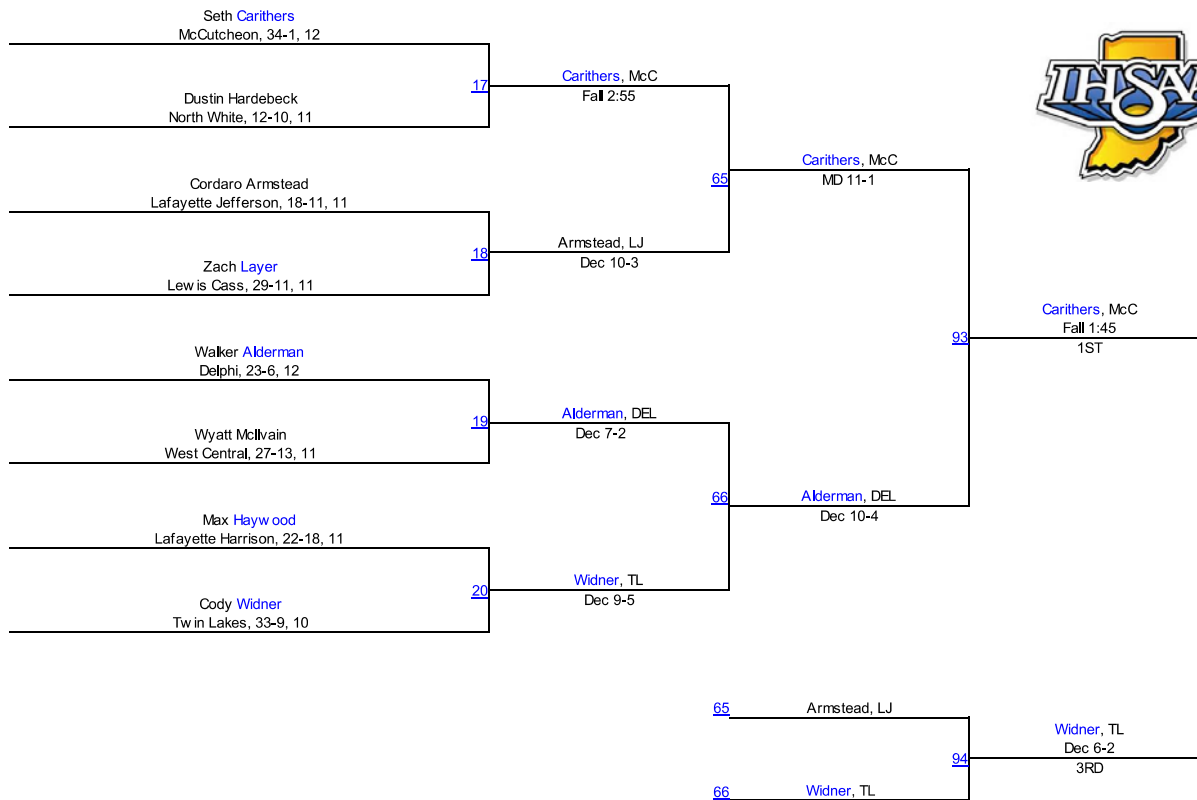 Seth Carithers
McCutcheon, 34-1, 12
17
Dustin Hardebeck
North White, 12-10, 11
Carithers, McC
Fall 2:55
Cordaro Armstead
Lafayette Jefferson, 18-11, 11
18
Zach Layer
Lewis Cass, 29-11, 11
Armstead, LJ
Dec 10-3
65
Carithers, McC
MD 11-1
Walker Alderman
Delphi, 23-6, 12
19
Wyatt McIlvain
West Central, 27-13, 11
Alderman, DEL
Dec 7-2
Max Haywood
Lafayette Harrison, 22-18, 11
20
Cody Widner
Twin Lakes, 33-9, 10
Widner, TL
Dec 9-5
66
Alderman, DEL
Dec 10-4
93
Carithers, McC
Fall 1:45
1ST
65
Armstead, LJ
66
Widner, TL
94
Widner, TL
Dec 6-2
3RD